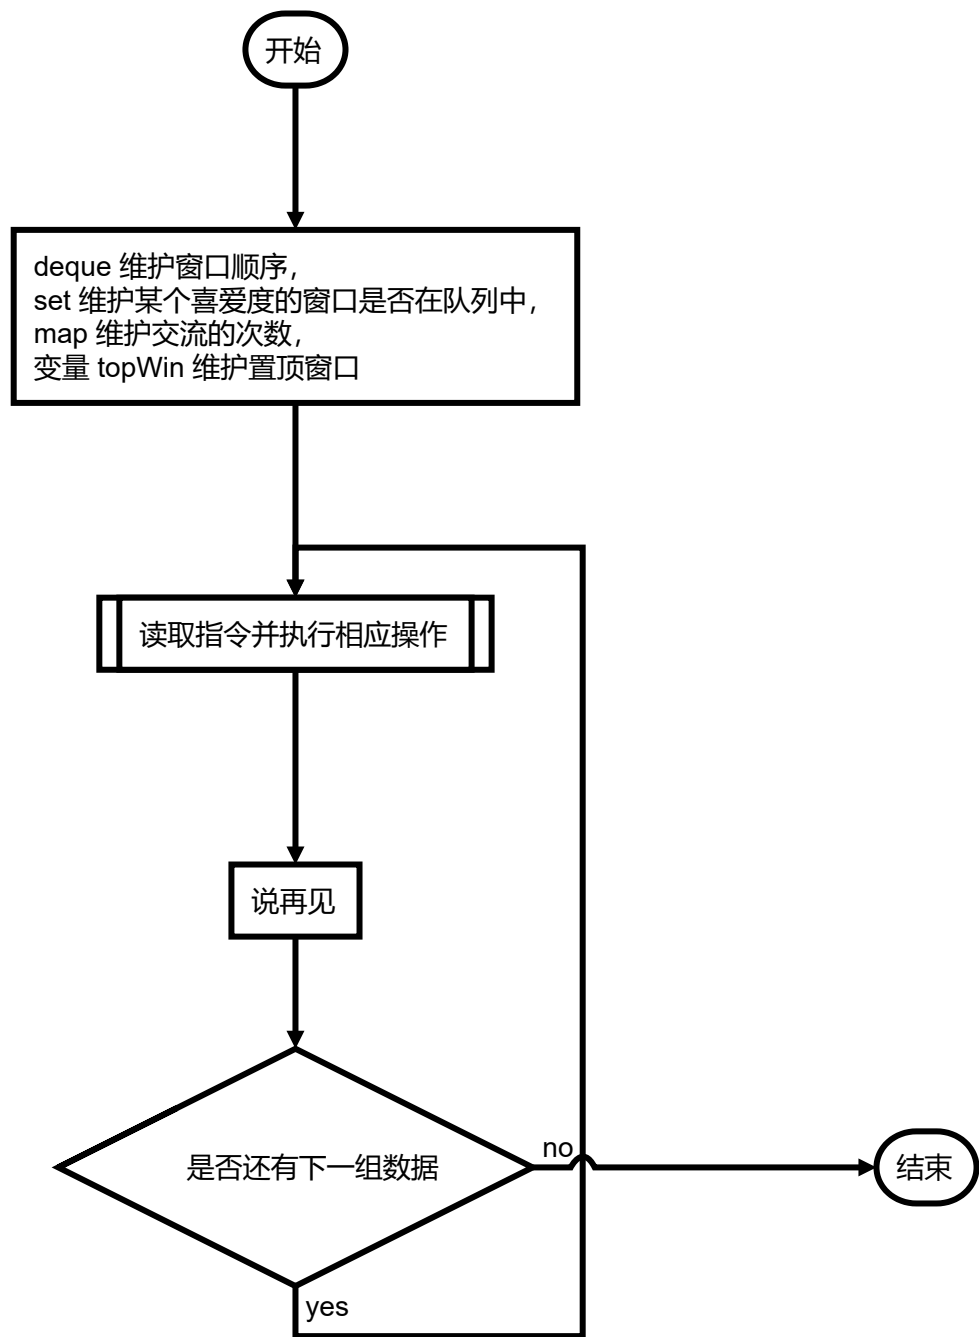 开始
deque 维护窗口顺序，
set 维护某个喜爱度的窗口是否在队列中，
map 维护交流的次数，
变量 topWin 维护置顶窗口
读取指令并执行相应操作
说再见
是否还有下一组数据
no
结束
yes